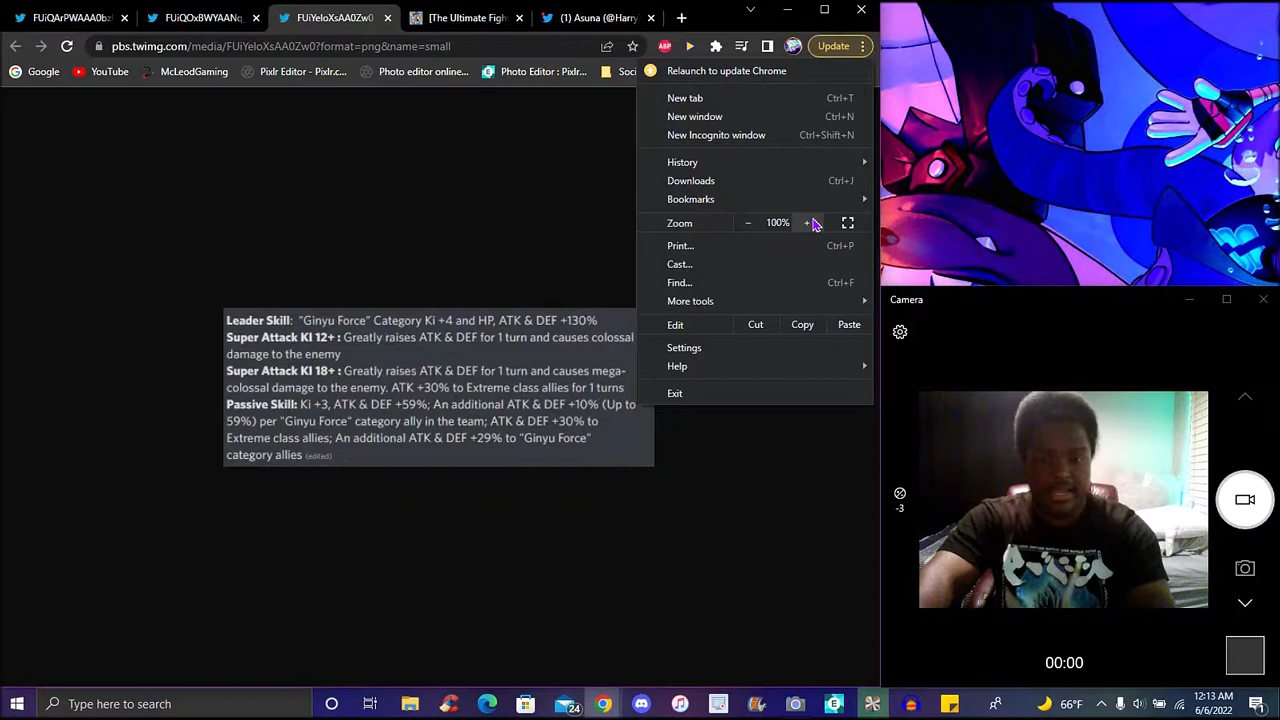 FUiQArPWAAA0bz
FUiQOxBWYAANq
FUiYeloXsAA0Zw0
[The Ultimate Figh
(1) Asuna (@Harry
pbs.twimg.com/media/FUiYeloXsAA0Zw0?format=png&name=small
ABP
Update
Google
YouTube
McLeodGaming
Pixlr Editor - Pixlr.c...
Photo editor online...
Photo Editor : Pixlr...
Soci
Relaunch to update Chrome
New tab Ctrl+T
New window Ctrl+N
New Incognito window Ctrl+Shift+N
History
Downloads Ctrl+J
Bookmarks
Zoom − 100% +
Print... Ctrl+P
Cast...
Find... Ctrl+F
More tools
Edit Cut Copy Paste
Settings
Help
Exit
Leader Skill: "Ginyu Force" Category Ki +4 and HP, ATK & DEF +130%
Super Attack KI 12+ : Greatly raises ATK & DEF for 1 turn and causes colossal
damage to the enemy
Super Attack KI 18+ : Greatly raises ATK & DEF for 1 turn and causes mega-
colossal damage to the enemy. ATK +30% to Extreme class allies for 1 turns
Passive Skill: Ki +3, ATK & DEF +59%; An additional ATK & DEF +10% (Up to
59%) per "Ginyu Force" category ally in the team; ATK & DEF +30% to
Extreme class allies; An additional ATK & DEF +29% to "Ginyu Force"
category allies (edited)
Camera
-3
00:00
Type here to search
24
66°F
12:13 AM
6/6/2022
1